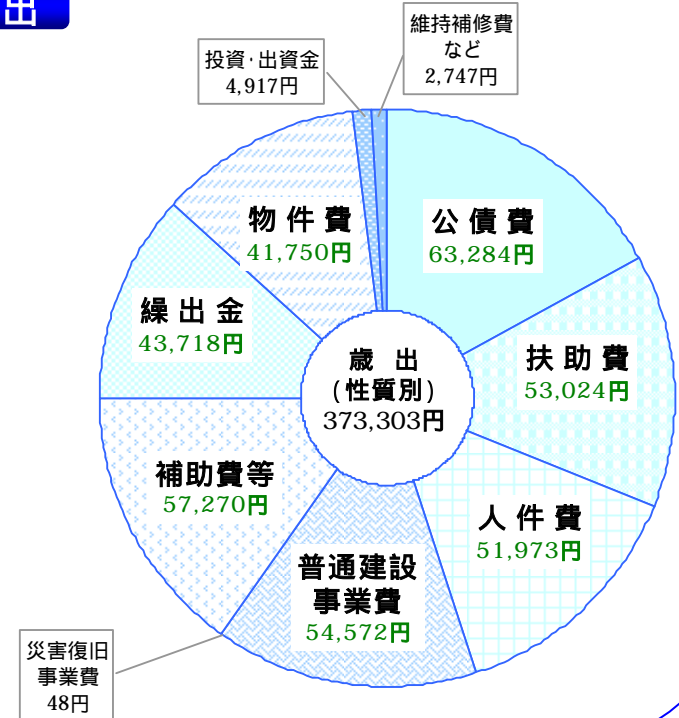 出
維持補修費
など
2,747円
投資・出資金
4,917円
公債費
63,284円
扶助費
53,024円
人件費
51,973円
普通建設
事業費
54,572円
災害復旧
事業費
48円
補助費等
57,270円
繰出金
43,718円
物件費
41,750円
歳出
(性質別)
373,303円